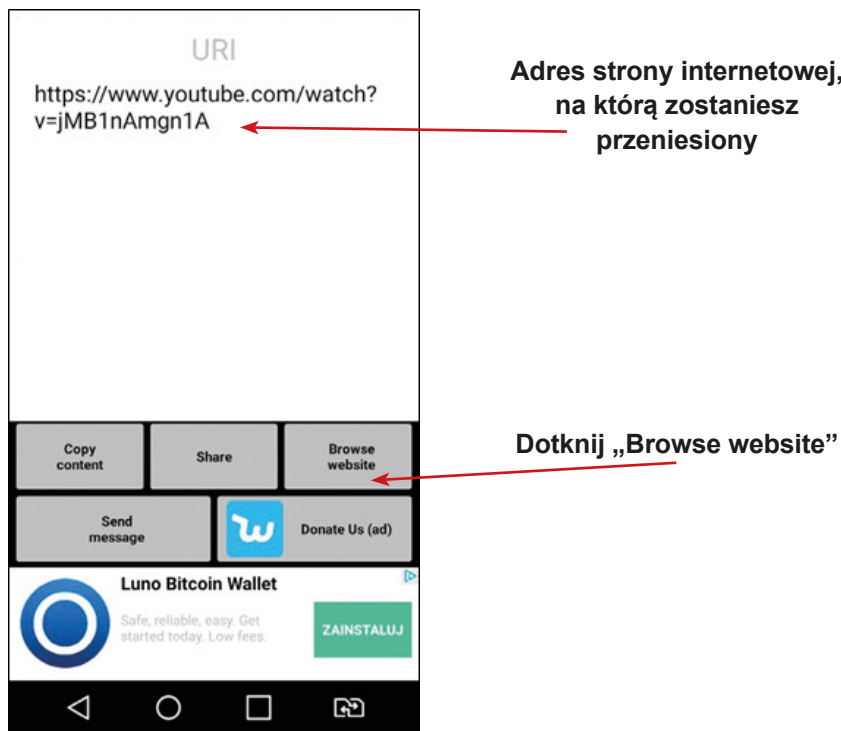 URI
https://www.youtube.com/watch?
v=jMB1nAmgn1A
Adres strony internetowej,
na którą zostaniesz
przeniesiony
Copy
content
Share
Browse
website
Dotknij „Browse website”
Send
message
Donate Us (ad)
Luno Bitcoin Wallet
Safe, reliable, easy. Get
started today. Low fees.
ZAINSTALUJ